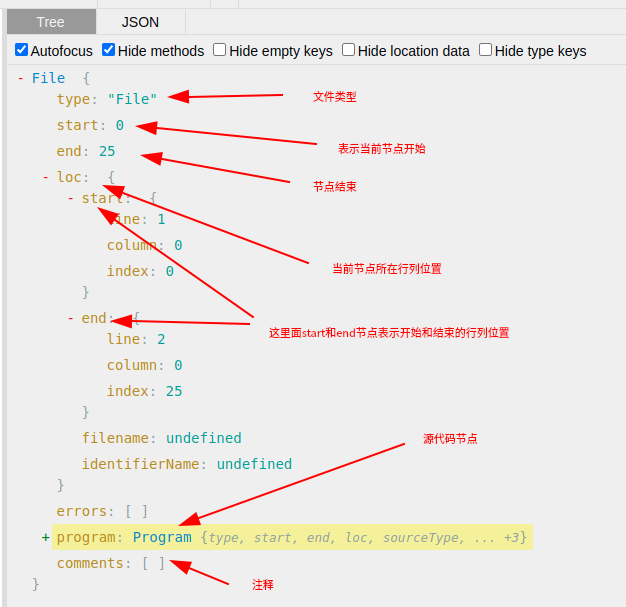 Tree JSON
Autofocus Hide methods Hide empty keys Hide location data Hide type keys
- File {
type: "File" 文件类型
start: 0 表示当前节点开始
end: 25 节点结束
- loc: {
- start: {
line: 1
column: 0
index: 0 当前节点所在行列位置
}
- end: { 这里面start和end节点表示开始和结束的行列位置
line: 2
column: 0
index: 25
}
filename: undefined 源代码节点
identifierName: undefined
}
errors: [ ]
+ program: Program {type, start, end, loc, sourceType, ... +3}
comments: [ ]
} 注释